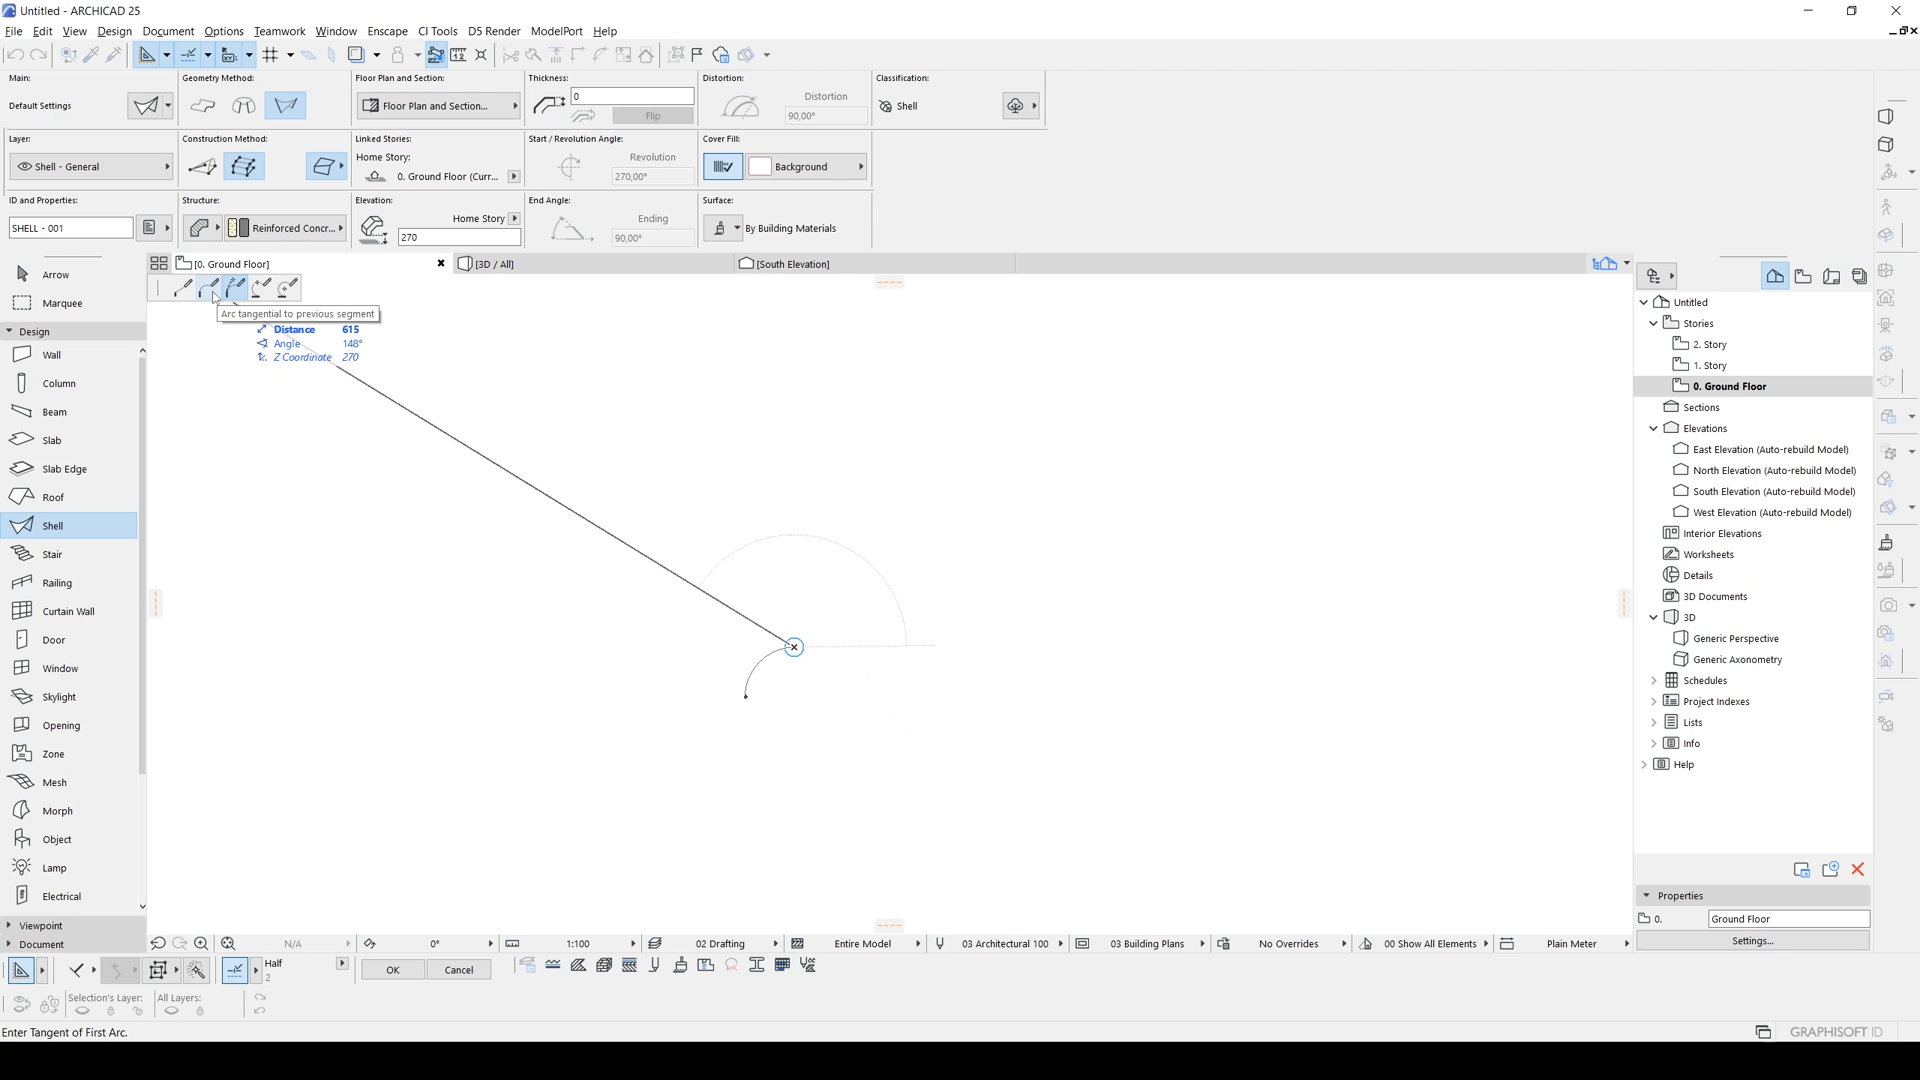 Untitled - ARCHICAD 25
File Edit View Design Document Options Teamwork Window Enscape CI Tools D5 Render ModelPort Help
Main: Geometry Method: Floor Plan and Section: Thickness: Distortion: Classification:
Default Settings Floor Plan and Section... 0 Distortion Shell
Flip 90,00°
Layer: Construction Method: Linked Stories: Start / Revolution Angle: Cover Fill:
Home Story: Revolution
Shell - General 0. Ground Floor (Curr... 270,00° Background
ID and Properties: Structure: Elevation: End Angle: Surface:
Home Story Ending
SHELL - 001 Reinforced Concr... 270 90,00° By Building Materials
[0. Ground Floor] [3D / All] [South Elevation]
Arc tangential to previous segment
Distance 615
Angle 148°
Z Coordinate 270
Arrow
Marquee
Design
Wall
Column
Beam
Slab
Slab Edge
Roof
Shell
Stair
Railing
Curtain Wall
Door
Window
Skylight
Opening
Zone
Mesh
Morph
Object
Lamp
Electrical
Viewpoint
Document
Untitled
Stories
2. Story
1. Story
0. Ground Floor
Sections
Elevations
East Elevation (Auto-rebuild Model)
North Elevation (Auto-rebuild Model)
South Elevation (Auto-rebuild Model)
West Elevation (Auto-rebuild Model)
Interior Elevations
Worksheets
Details
3D Documents
3D
Generic Perspective
Generic Axonometry
Schedules
Project Indexes
Lists
Info
Help
Properties
0. Ground Floor
Settings...
N/A 0° 1:100 02 Drafting Entire Model 03 Architectural 100 03 Building Plans No Overrides 00 Show All Elements Plain Meter
Half
2
OK Cancel
Selection's Layer: All Layers:
Enter Tangent of First Arc.
GRAPHISOFT ID